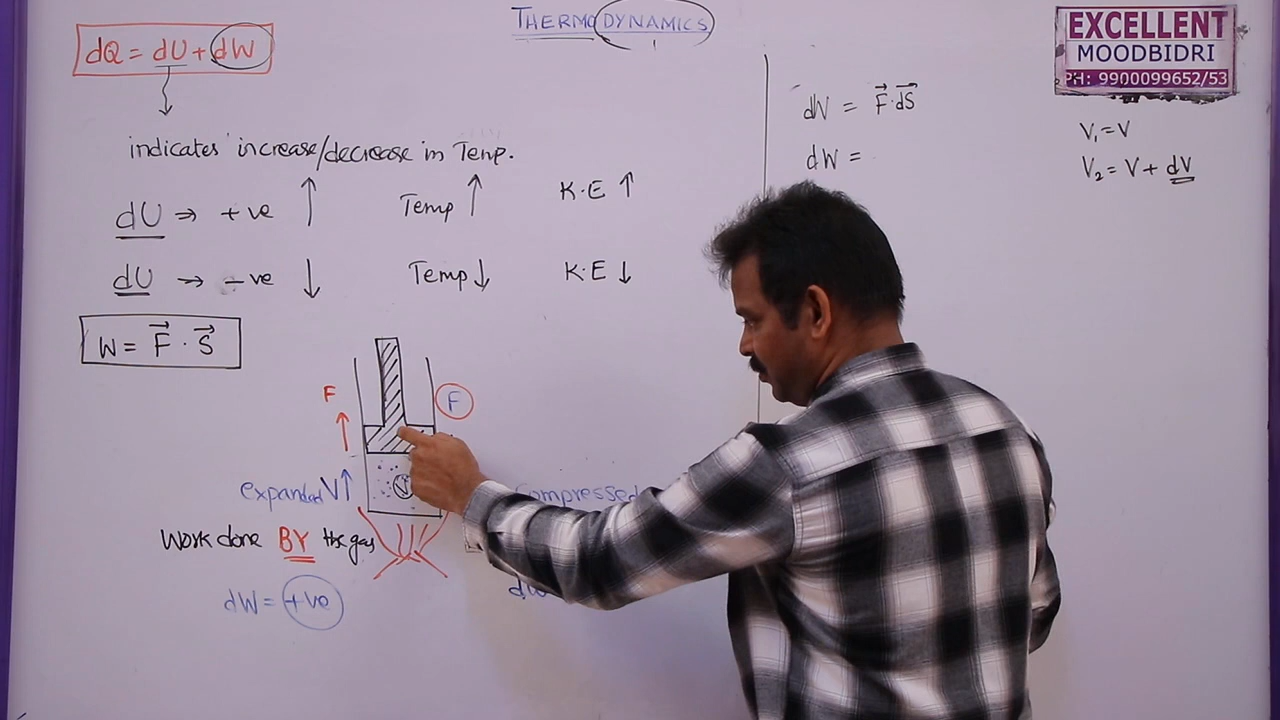 THERMODYNAMICS
EXCELLENT
MOODBIDRI
PH: 9900099652/53
dQ = dU + dW
indicates increase/decrease in Temp.
dU ⇒ +ve ↑ Temp ↑ K·E ↑
dU → -ve ↓ Temp ↓ K·E ↓
W = F⃗ · S⃗
F
F
expanded V↑
V
Work done BY the gas
dW = +ve
Compressed
dW
dW = F⃗·dS⃗
dW =
V₁ = V
V₂ = V + dV